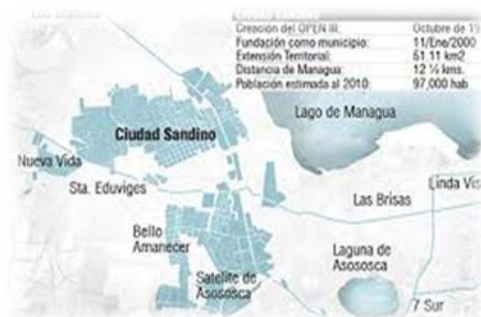 Creación del OPEN III: Octubre de 19
Fundación como municipio: 11/Ene/2000
Extensión Territorial: 51.11 km2
Distancia de Managua: 12 ½ kms.
Población estimada al 2010: 97,000 hab
Lago de Managua
Ciudad Sandino
Nueva Vida
Sta. Eduviges
Linda Vis
Las Brisas
Bello
Amanecer
Laguna de
Asososca
Satelite de
Asososca
7 Sur